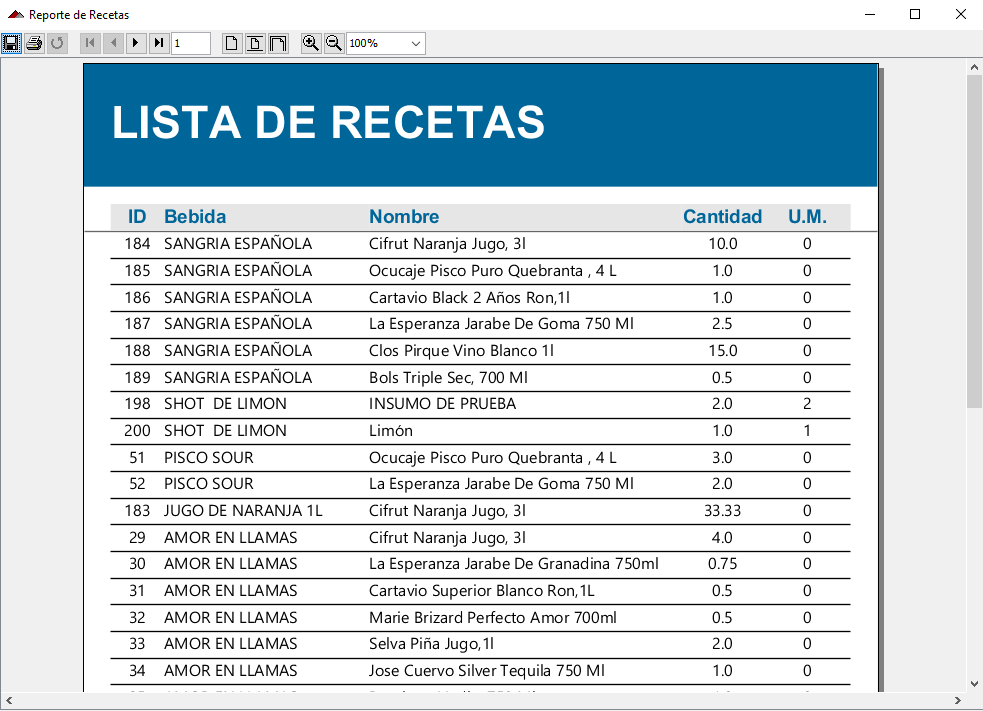 Reporte de Recetas
1
100%
LISTA DE RECETAS
ID Bebida Nombre Cantidad U.M.
184 SANGRIA ESPAÑOLA Cifrut Naranja Jugo, 3l 10.0 0
185 SANGRIA ESPAÑOLA Ocucaje Pisco Puro Quebranta , 4 L 1.0 0
186 SANGRIA ESPAÑOLA Cartavio Black 2 Años Ron,1l 1.0 0
187 SANGRIA ESPAÑOLA La Esperanza Jarabe De Goma 750 Ml 2.5 0
188 SANGRIA ESPAÑOLA Clos Pirque Vino Blanco 1l 15.0 0
189 SANGRIA ESPAÑOLA Bols Triple Sec, 700 Ml 0.5 0
198 SHOT  DE LIMON INSUMO DE PRUEBA 2.0 2
200 SHOT  DE LIMON Limón 1.0 1
51 PISCO SOUR Ocucaje Pisco Puro Quebranta , 4 L 3.0 0
52 PISCO SOUR La Esperanza Jarabe De Goma 750 Ml 2.0 0
183 JUGO DE NARANJA 1L Cifrut Naranja Jugo, 3l 33.33 0
29 AMOR EN LLAMAS Cifrut Naranja Jugo, 3l 4.0 0
30 AMOR EN LLAMAS La Esperanza Jarabe De Granadina 750ml 0.75 0
31 AMOR EN LLAMAS Cartavio Superior Blanco Ron,1L 0.5 0
32 AMOR EN LLAMAS Marie Brizard Perfecto Amor 700ml 0.5 0
33 AMOR EN LLAMAS Selva Piña Jugo,1l 2.0 0
34 AMOR EN LLAMAS Jose Cuervo Silver Tequila 750 Ml 1.0 0